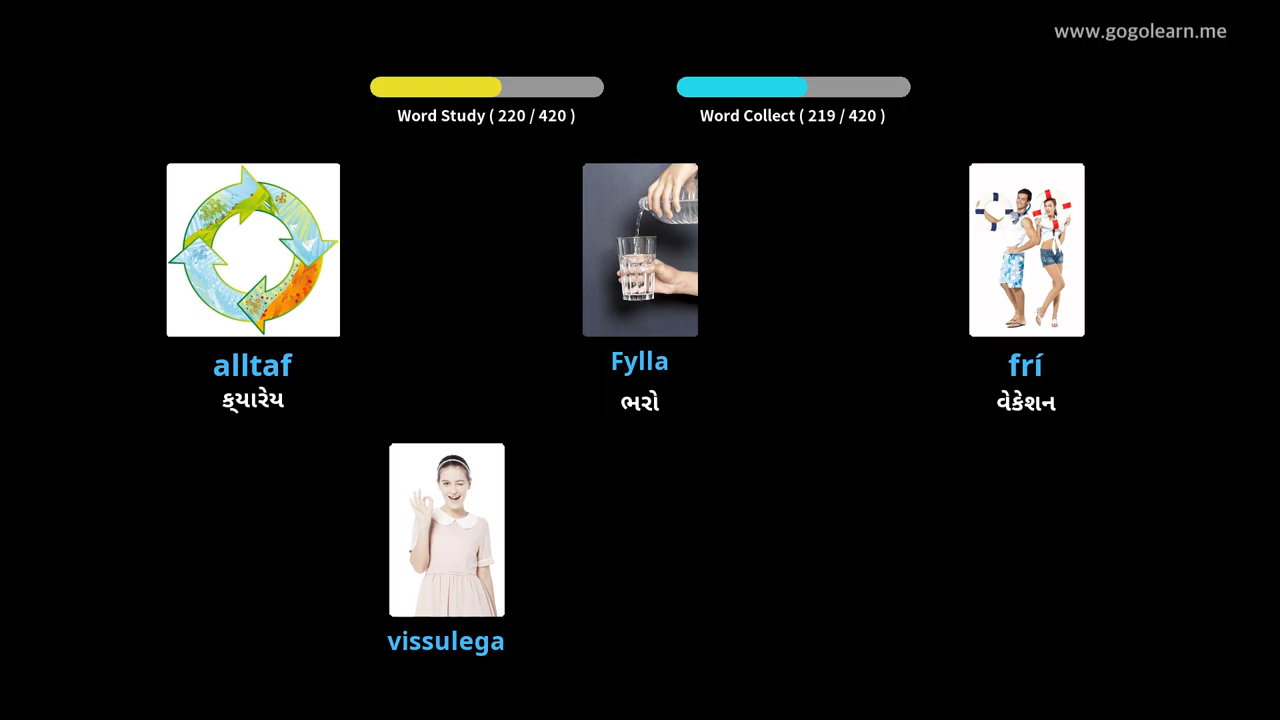 www.gogolearn.me
Word Study ( 220 / 420 )
Word Collect ( 219 / 420 )
alltaf
ક્યારેય
Fylla
ભરો
frí
વેકેશન
vissulega